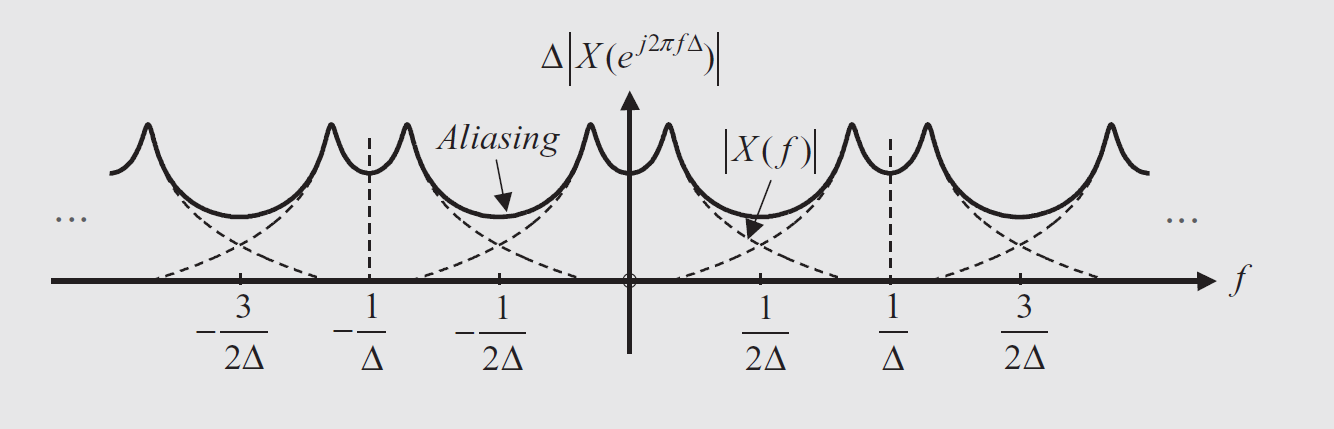 Δ|X(e^{j2πfΔ})|
Aliasing
|X(f)|
... ...
f
-3/2Δ -1/Δ -1/2Δ 1/2Δ 1/Δ 3/2Δ